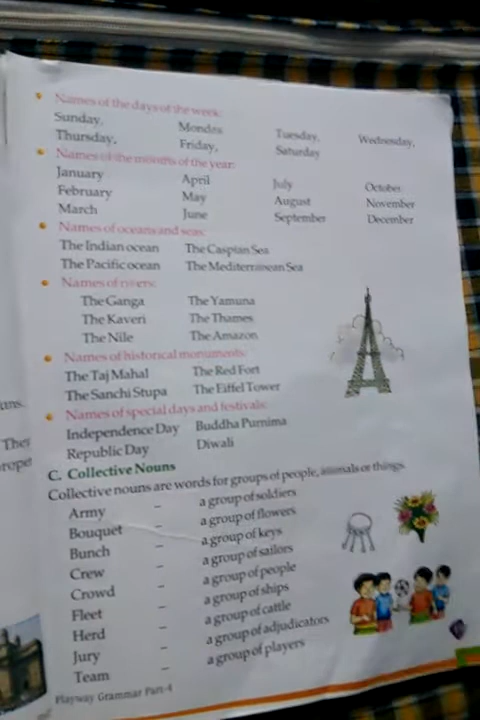 Names of the days of the week:
Sunday, Monday Tuesday, Wednesday,
Thursday, Friday, Saturday
Names of the months of the year:
January April July October
February May August November
March June September December
Names of oceans and seas:
The Indian ocean The Caspian Sea
The Pacific ocean The Mediterranean Sea
Names of rivers:
The Ganga The Yamuna
The Kaveri The Thames
The Nile The Amazon
Names of historical monuments:
The Taj Mahal The Red Fort
The Sanchi Stupa The Eiffel Tower
Names of special days and festivals:
Independence Day Buddha Purnima
Republic Day Diwali
C. Collective Nouns
Collective nouns are words for groups of people, animals or things.
Army – a group of soldiers
Bouquet – a group of flowers
Bunch – a group of keys
Crew – a group of sailors
Crowd – a group of people
Fleet – a group of ships
Herd – a group of cattle
Jury – a group of adjudicators
Team – a group of players
Playway Grammar Part-4